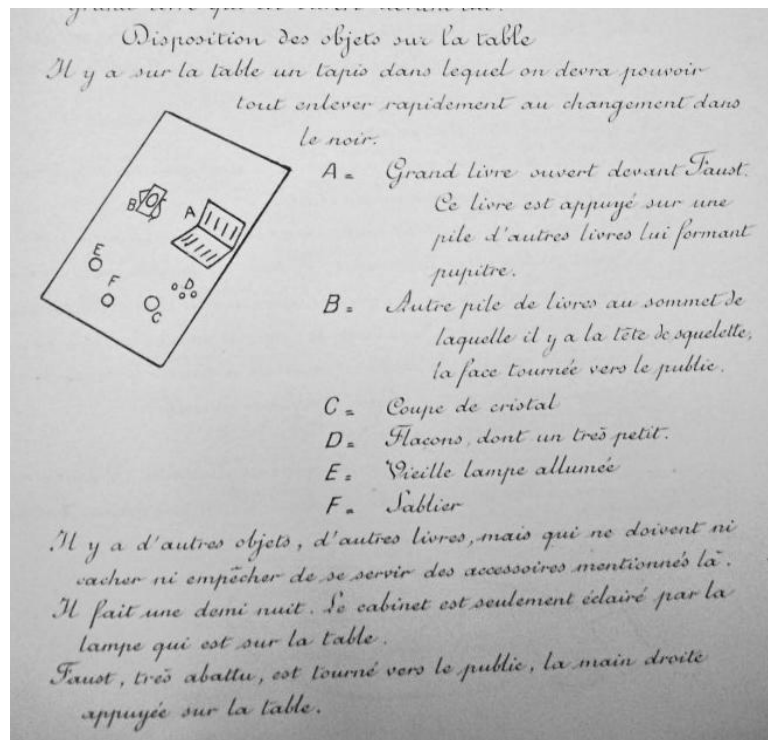 grand livre qui est
Disposition des objets sur la table
Il y a sur la table un tapis dans lequel on devra pouvoir
tout enlever rapidement au changement dans
le noir.
A = Grand livre ouvert devant Faust.
Ce livre est appuyé sur une
pile d'autres livres lui formant
pupitre.
B = Autre pile de livres au sommet de
laquelle il y a la tête de squelette,
la face tournée vers le public.
C = Coupe de cristal
D = Flacons, dont un très petit.
E = Vieille lampe allumée
F = Sablier
B
A
E
F
D
C
Il y a d'autres objets, d'autres livres, mais qui ne doivent ni
cacher ni empêcher de se servir des accessoires mentionnés là.
Il fait une demi nuit. Le cabinet est seulement éclairé par la
lampe qui est sur la table.
Faust, très abattu, est tourné vers le public, la main droite
appuyée sur la table.